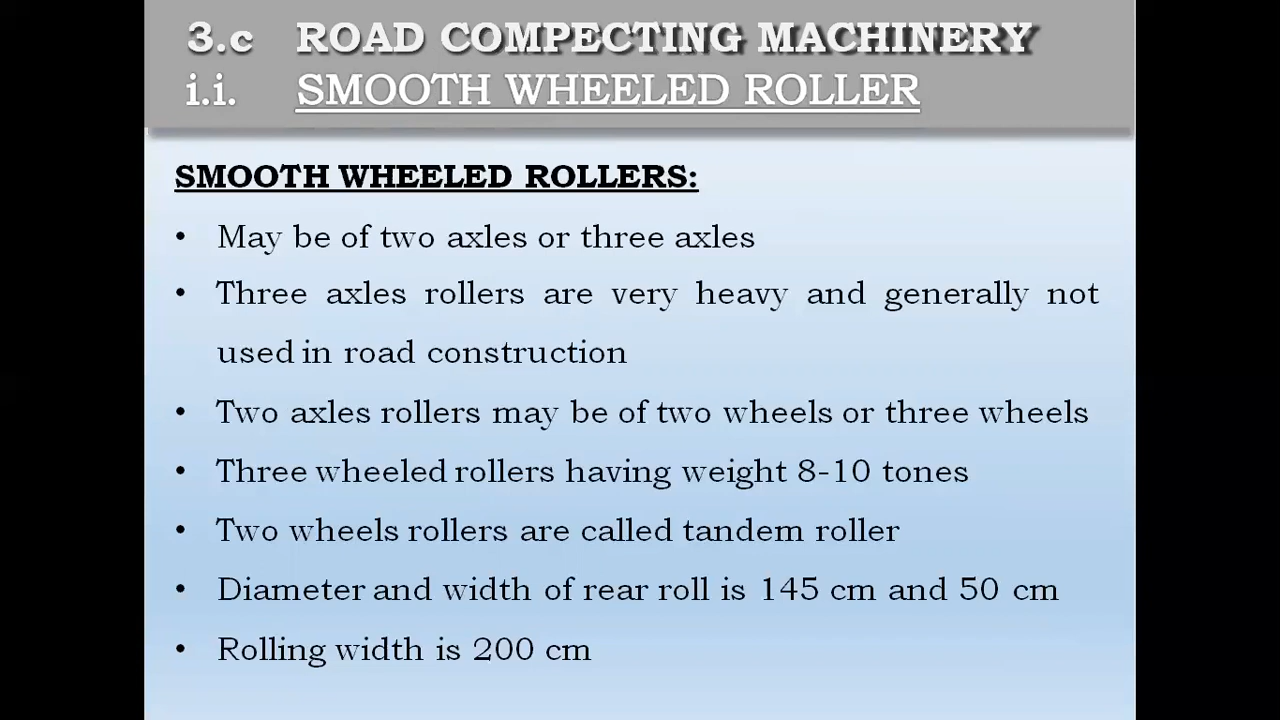 3.c ROAD COMPECTING MACHINERY
i.i. SMOOTH WHEELED ROLLER
SMOOTH WHEELED ROLLERS:
• May be of two axles or three axles
• Three axles rollers are very heavy and generally not
used in road construction
• Two axles rollers may be of two wheels or three wheels
• Three wheeled rollers having weight 8-10 tones
• Two wheels rollers are called tandem roller
• Diameter and width of rear roll is 145 cm and 50 cm
• Rolling width is 200 cm